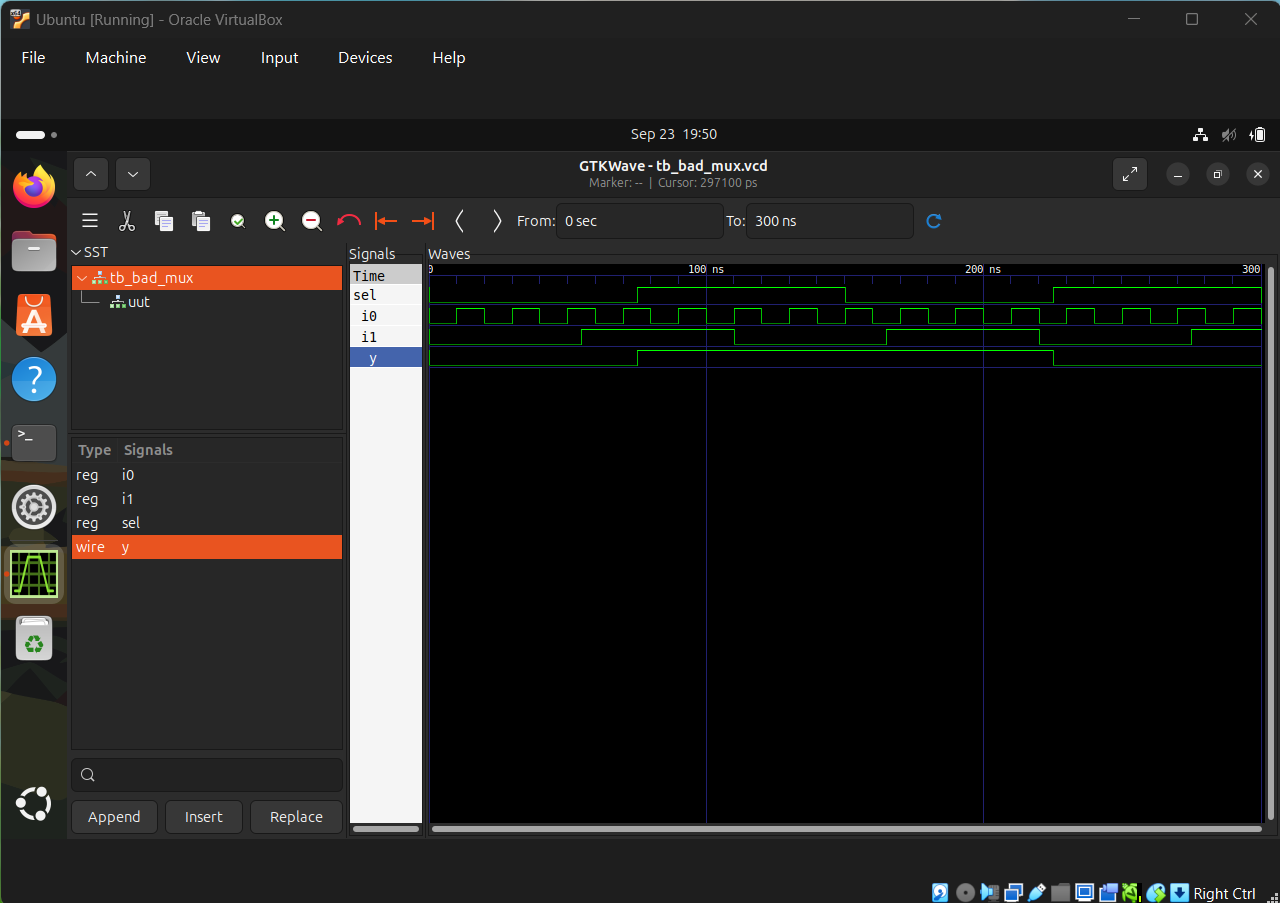 Ubuntu [Running] - Oracle VirtualBox
File Machine View Input Devices Help
Sep 23 19:50
GTKWave - tb_bad_mux.vcd
Marker: -- | Cursor: 297100 ps
From: 0 sec To: 300 ns
SST
tb_bad_mux
uut
Type Signals
reg i0
reg i1
reg sel
wire y
Append Insert Replace
Signals
Time
sel
i0
i1
y
Waves
0 100 ns 200 ns 300
Right Ctrl